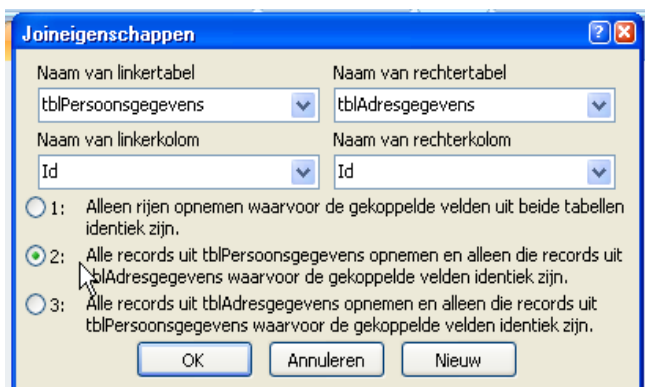 Joineigenschappen
Naam van linkertabel Naam van rechtertabel
tblPersoonsgegevens tblAdresgegevens
Naam van linkerkolom Naam van rechterkolom
Id Id
1: Alleen rijen opnemen waarvoor de gekoppelde velden uit beide tabellen
identiek zijn.
2: Alle records uit tblPersoonsgegevens opnemen en alleen die records uit
tblAdresgegevens waarvoor de gekoppelde velden identiek zijn.
3: Alle records uit tblAdresgegevens opnemen en alleen die records uit
tblPersoonsgegevens waarvoor de gekoppelde velden identiek zijn.
OK Annuleren Nieuw